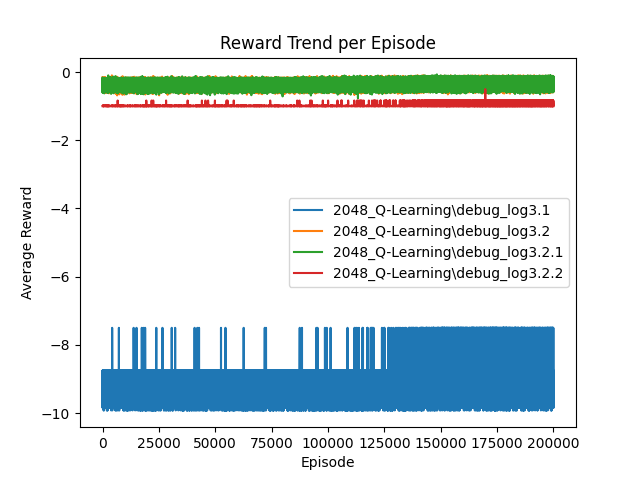 Reward Trend per Episode
Average Reward
0
−2
−4
−6
−8
−10
2048_Q-Learning\debug_log3.1
2048_Q-Learning\debug_log3.2
2048_Q-Learning\debug_log3.2.1
2048_Q-Learning\debug_log3.2.2
0 25000 50000 75000 100000 125000 150000 175000 200000
Episode